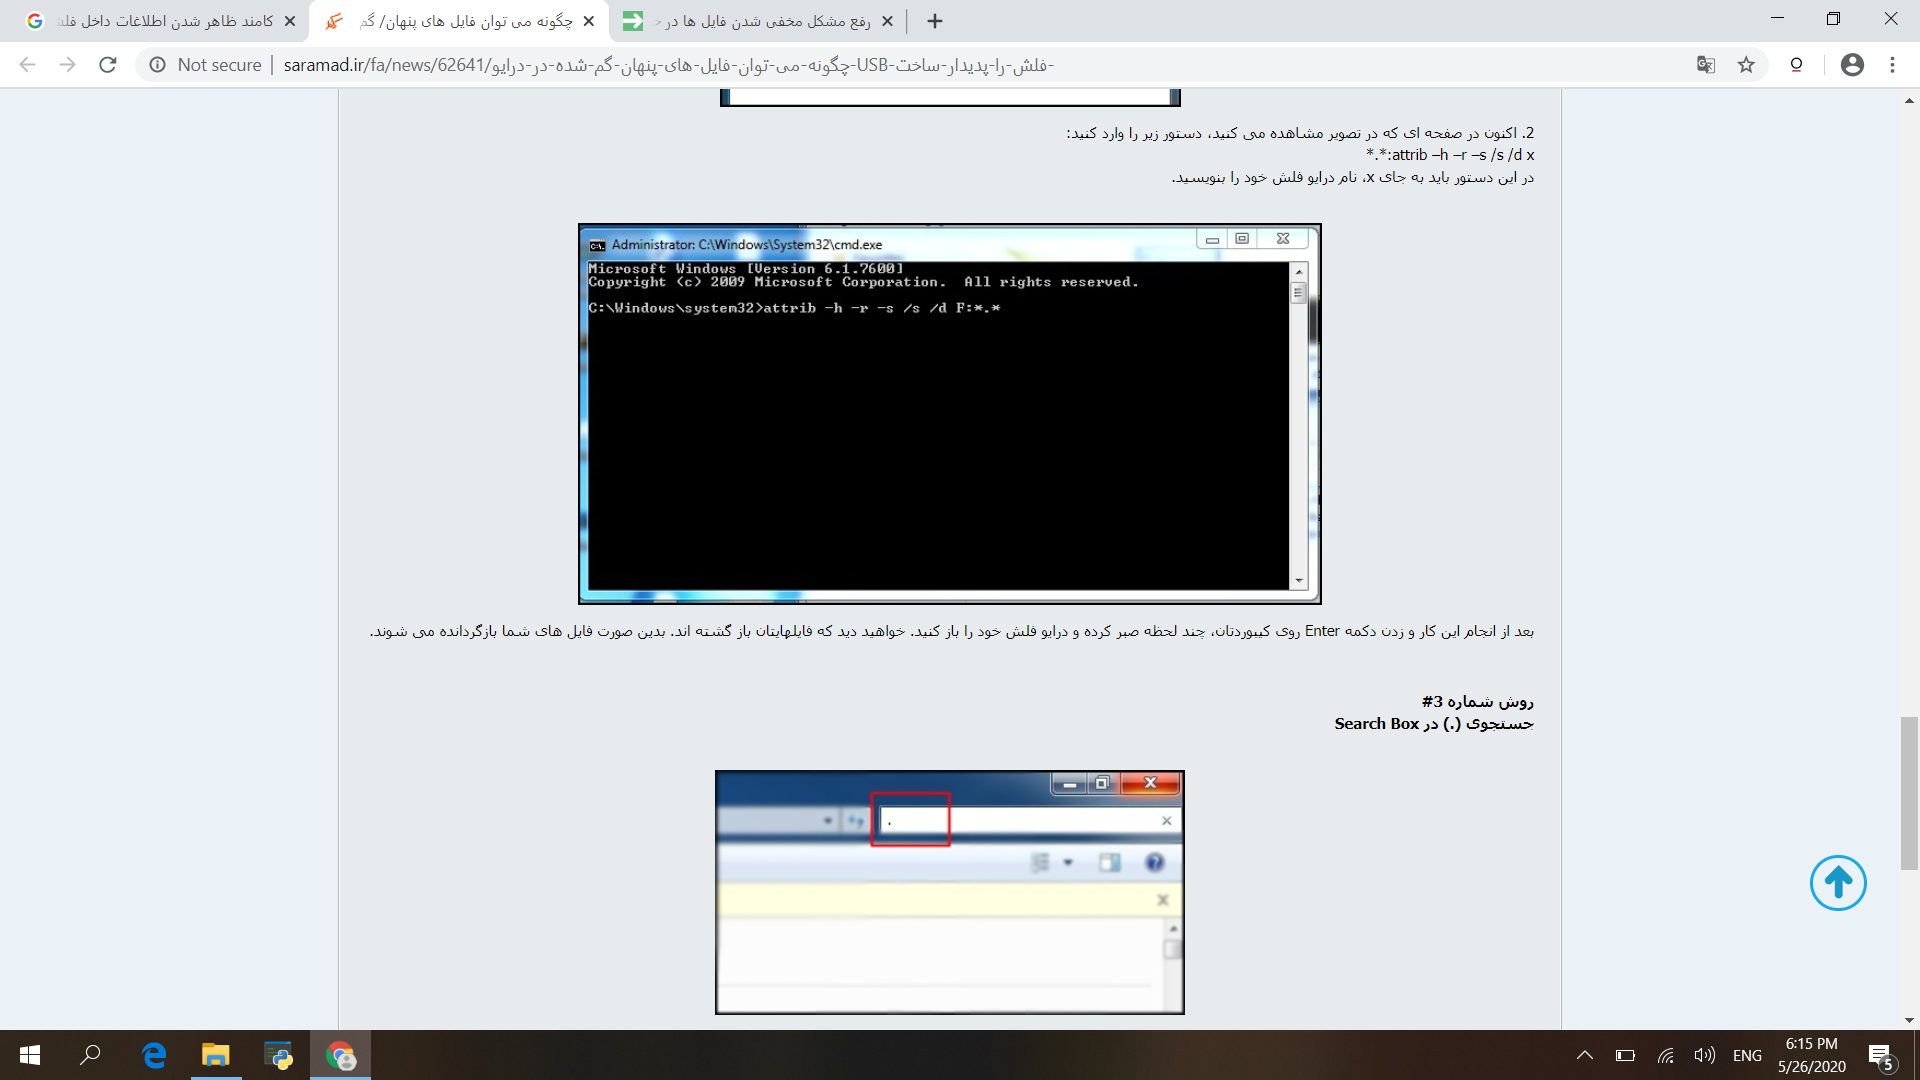 کامند ظاهر شدن اطلاعات داخل فلش
چگونه می توان فایل های پنهان/ گم
رفع مشکل مخفی شدن فایل ها در
Not secure
saramad.ir/fa/news/62641/چگونه-می-توان-فایل-های-پنهان-گم-شده-در-درایو-USB-فلش-را-پدیدار-ساخت-
2. اکنون در صفحه ای که در تصویر مشاهده می کنید، دستور زیر را وارد کنید:
*.*:attrib –h –r –s /s /d x
در این دستور باید به جای x، نام درایو فلش خود را بنویسید.
Administrator: C:\Windows\System32\cmd.exe
Microsoft Windows [Version 6.1.7600]
Copyright (c) 2009 Microsoft Corporation.  All rights reserved.
C:\Windows\system32>attrib -h -r -s /s /d F:*.*
بعد از انجام این کار و زدن دکمه Enter روی کیبوردتان، چند لحظه صبر کرده و درایو فلش خود را باز کنید. خواهید دید که فایلهایتان باز گشته اند. بدین صورت فایل های شما بازگردانده می شوند.
روش شماره 3#
جستجوی (.) در Search Box
.
ENG
6:15 PM
5/26/2020
5